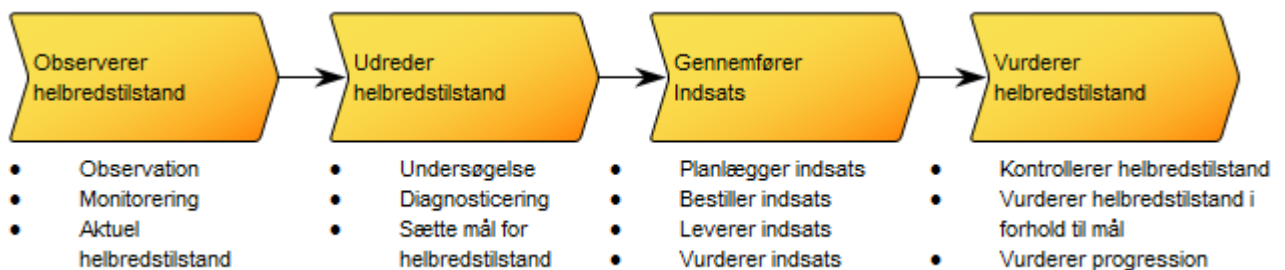 Observerer
helbredstilstand
● Observation
● Monitorering
● Aktuel
helbredstilstand
Udreder
helbredstilstand
● Undersøgelse
● Diagnosticering
● Sætte mål for
helbredstilstand
Gennemfører
Indsats
● Planlægger indsats
● Bestiller indsats
● Leverer indsats
● Vurderer indsats
Vurderer
helbredstilstand
● Kontrollerer helbredstilstand
● Vurderer helbredstilstand i
forhold til mål
● Vurderer progression